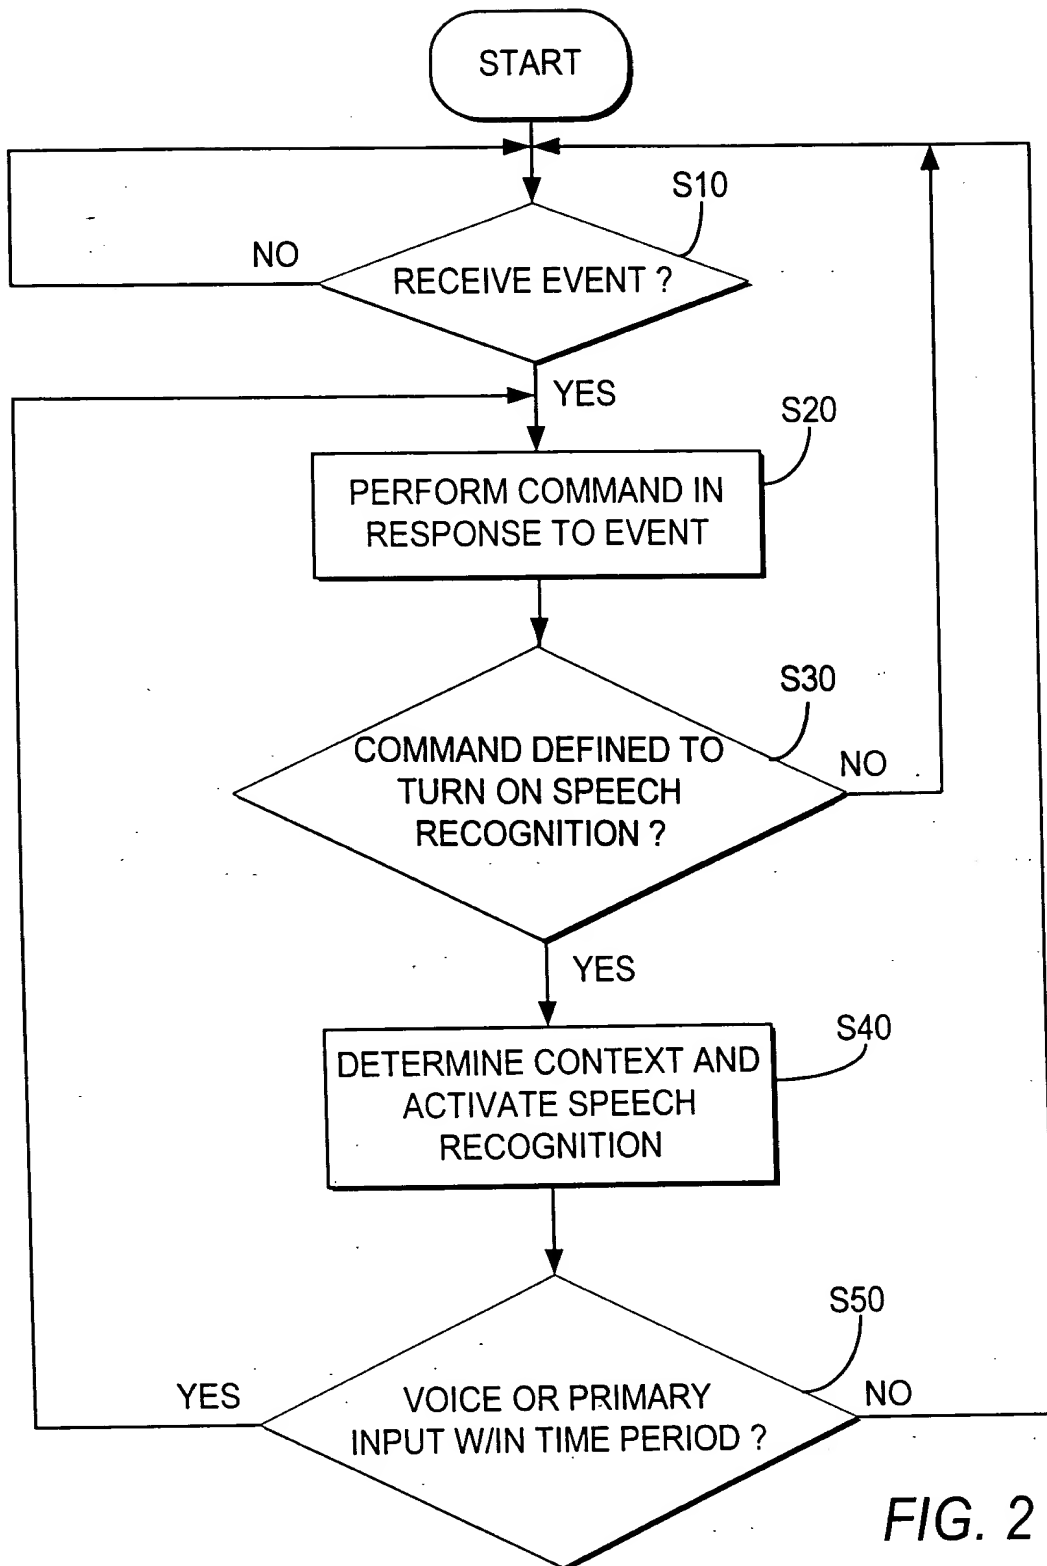 START
S10
NO
RECEIVE EVENT ?
YES
S20
PERFORM COMMAND IN
RESPONSE TO EVENT
S30
COMMAND DEFINED TO
TURN ON SPEECH
RECOGNITION ?
NO
YES
S40
DETERMINE CONTEXT AND
ACTIVATE SPEECH
RECOGNITION
S50
YES
VOICE OR PRIMARY
INPUT W/IN TIME PERIOD ?
NO
FIG. 2